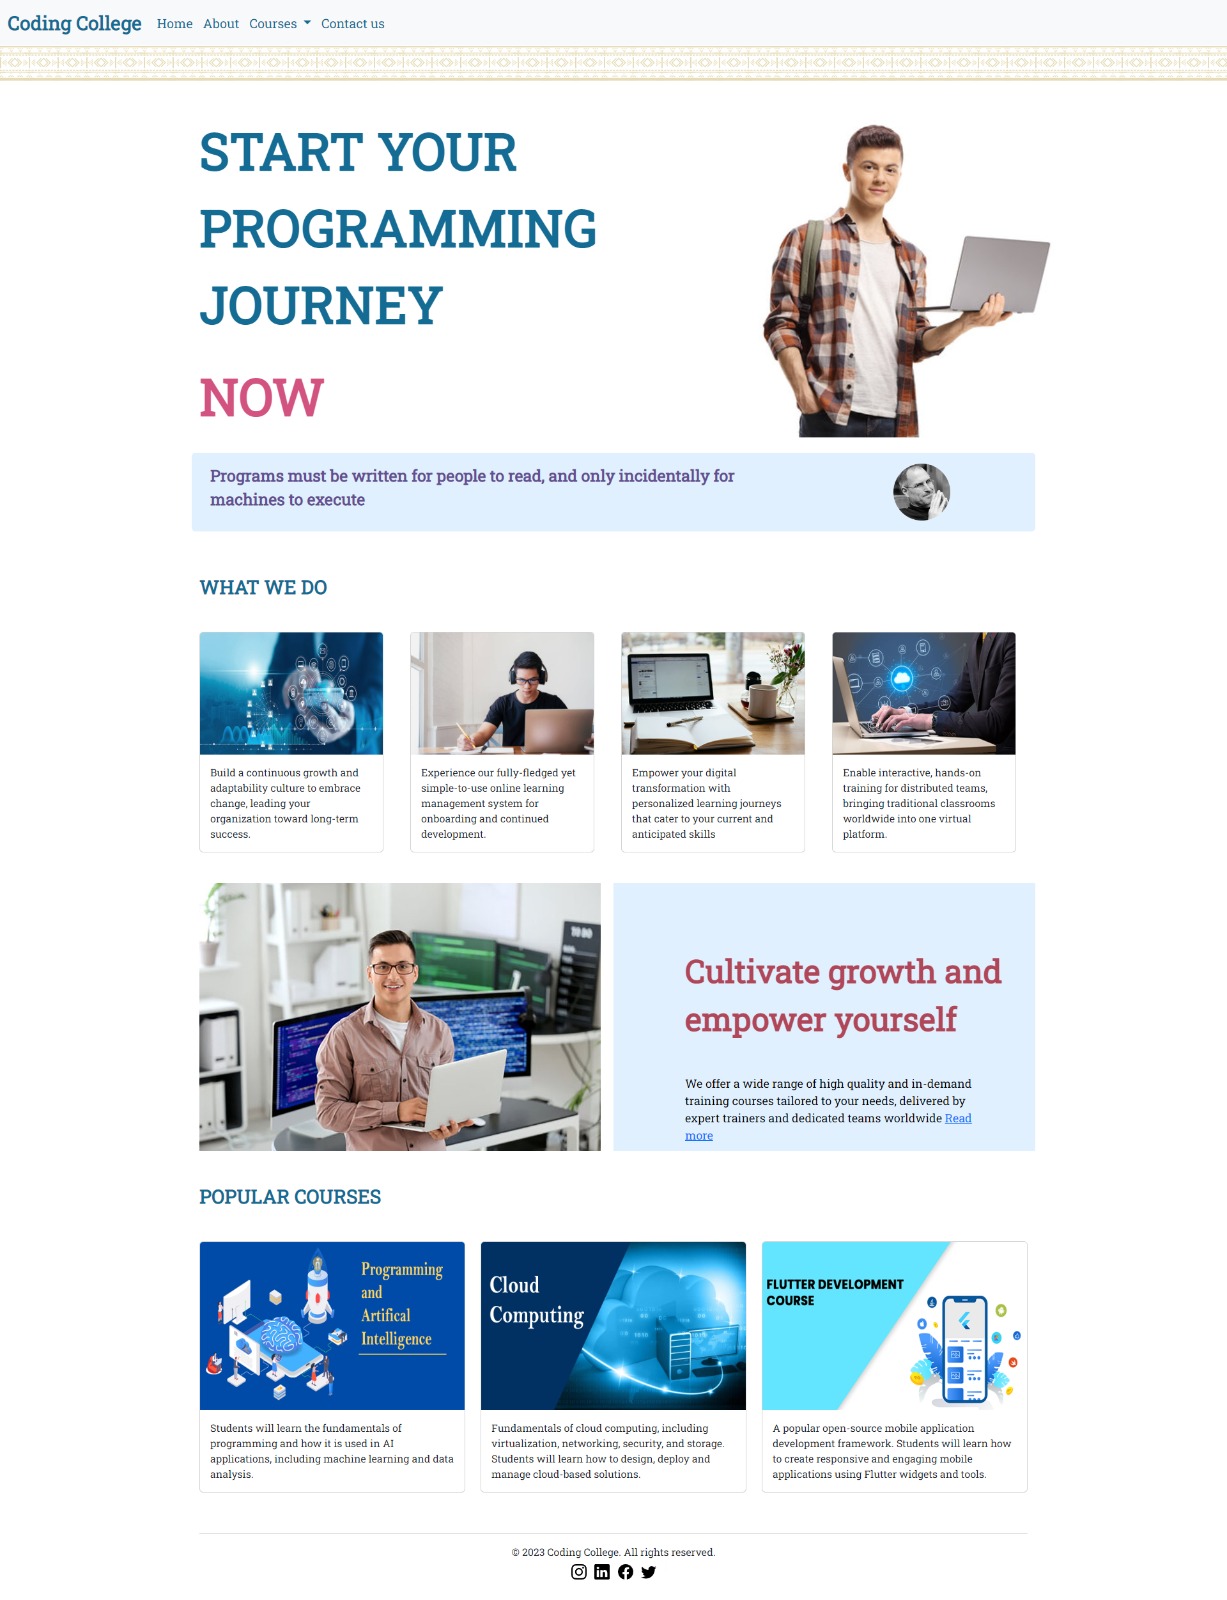 Coding College Home About Courses Contact us
START YOUR
PROGRAMMING
JOURNEY
NOW
Programs must be written for people to read, and only incidentally for
machines to execute
WHAT WE DO
Build a continuous growth and
adaptability culture to embrace
change, leading your
organization toward long-term
success.
Experience our fully-fledged yet
simple-to-use online learning
management system for
onboarding and continued
development.
Empower your digital
transformation with
personalized learning journeys
that cater to your current and
anticipated skills
Enable interactive, hands-on
training for distributed teams,
bringing traditional classrooms
worldwide into one virtual
platform.
TO DO
Cultivate growth and
empower yourself
We offer a wide range of high quality and in-demand
training courses tailored to your needs, delivered by
expert trainers and dedicated teams worldwide Read
more
POPULAR COURSES
Programming
and
Artifical
Intelligence
Students will learn the fundamentals of
programming and how it is used in AI
applications, including machine learning and data
analysis.
Cloud
Computing
Fundamentals of cloud computing, including
virtualization, networking, security, and storage.
Students will learn how to design, deploy and
manage cloud-based solutions.
FLUTTER DEVELOPMENT
COURSE
A popular open-source mobile application
development framework. Students will learn how
to create responsive and engaging mobile
applications using Flutter widgets and tools.
© 2023 Coding College. All rights reserved.